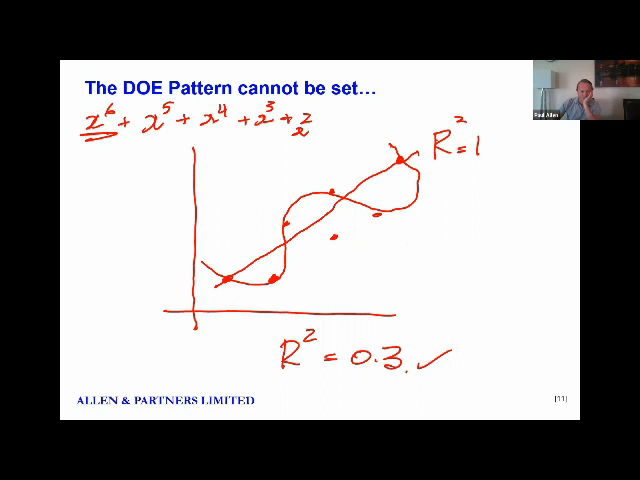 The DOE Pattern cannot be set…
x⁶ + x⁵ + x⁴ + x³ + x²
R² = 1
R² = 0.3.✓
ALLEN & PARTNERS LIMITED
[11]
Paul Allen